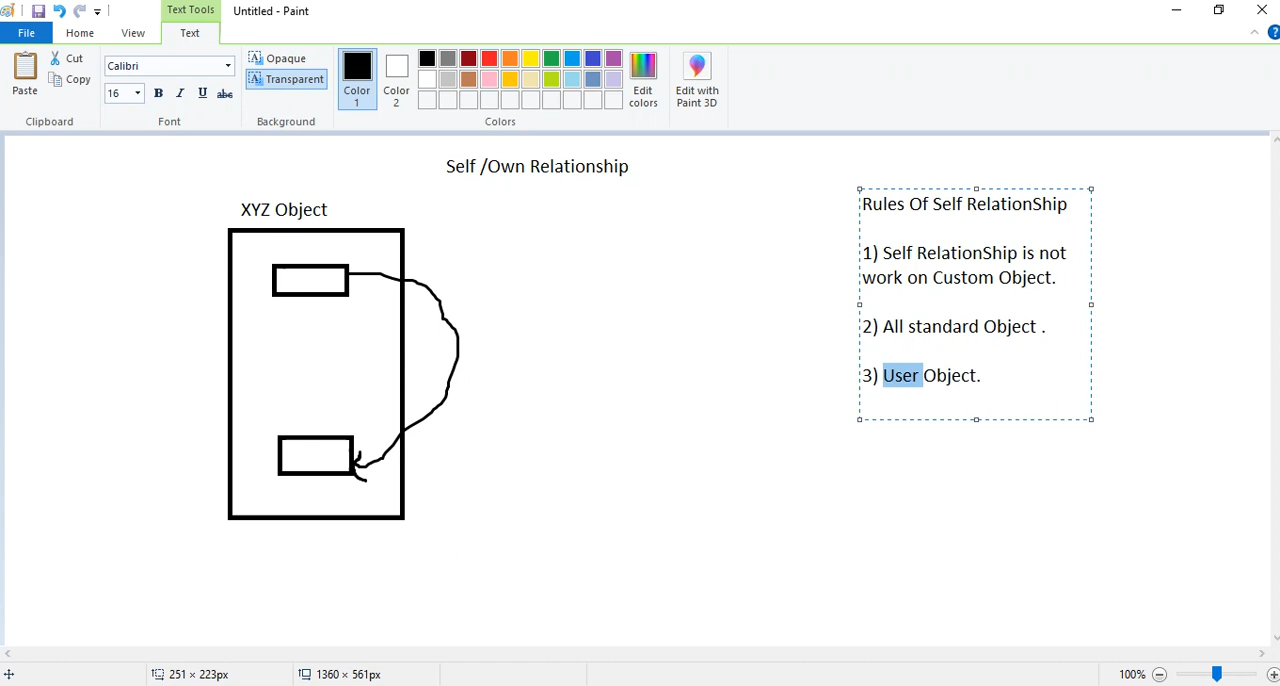 Text Tools
Untitled - Paint
File
Home
View
Text
Paste
Cut
Copy
Clipboard
Calibri
16
B I U abc
Font
Opaque
Transparent
Background
Color 1
Color 2
Edit colors
Colors
Edit with Paint 3D
Self /Own Relationship
XYZ Object
Rules Of Self RelationShip
1) Self RelationShip is not
work on Custom Object.
2) All standard Object .
3) User Object.
251 × 223px
1360 × 561px
100%